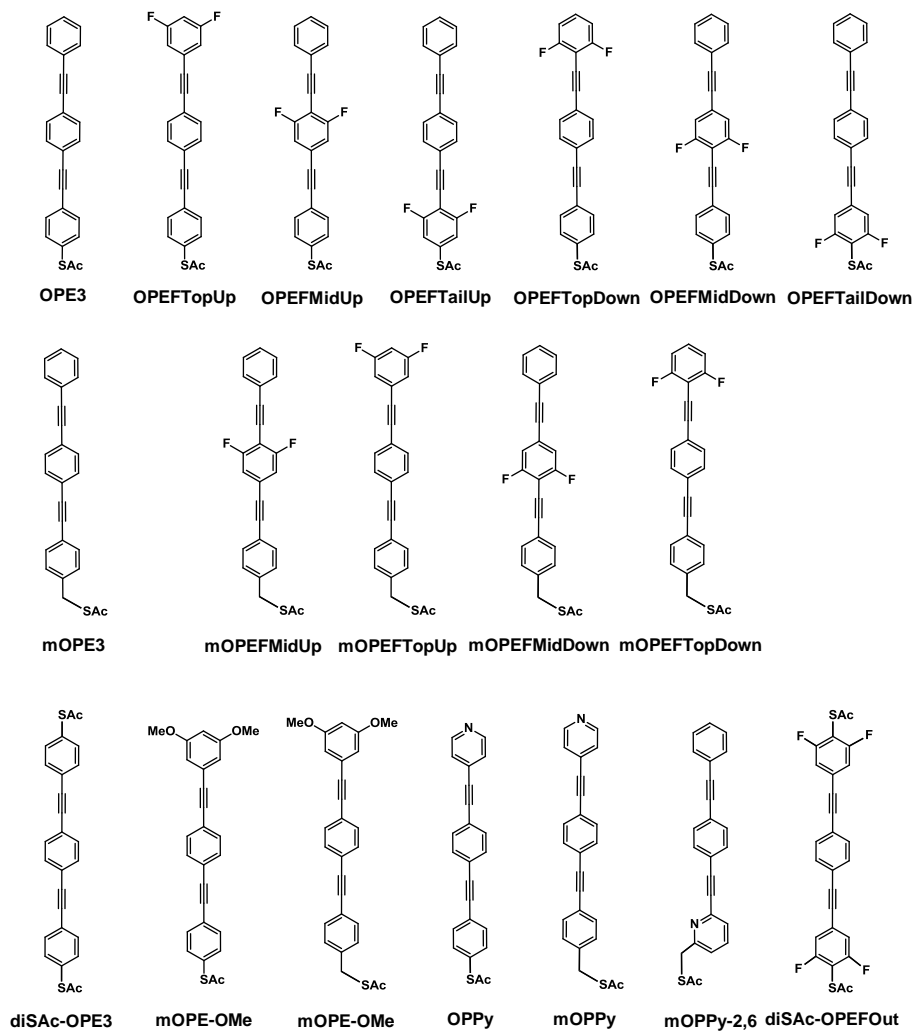 F F
F F
F F
F F
F F
F F
SAc SAc SAc SAc SAc SAc SAc
OPE3 OPEFTopUp OPEFMidUp OPEFTailUp OPEFTopDown OPEFMidDown OPEFTailDown
F F
F F
F F
F F
SAc SAc SAc SAc SAc
mOPE3 mOPEFMidUp mOPEFTopUp mOPEFMidDown mOPEFTopDown
SAc SAc
MeO OMe MeO OMe N N
F F
N
F F
SAc SAc SAc SAc SAc SAc SAc
diSAc-OPE3 mOPE-OMe mOPE-OMe OPPy mOPPy mOPPy-2,6 diSAc-OPEFOut